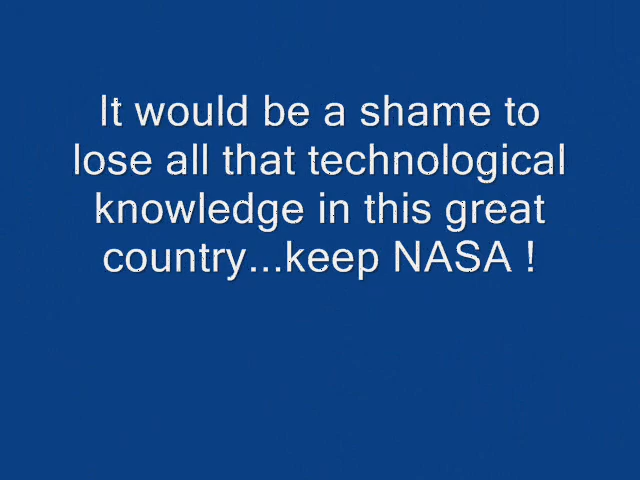 It would be a shame to
lose all that technological
knowledge in this great
country...keep NASA !